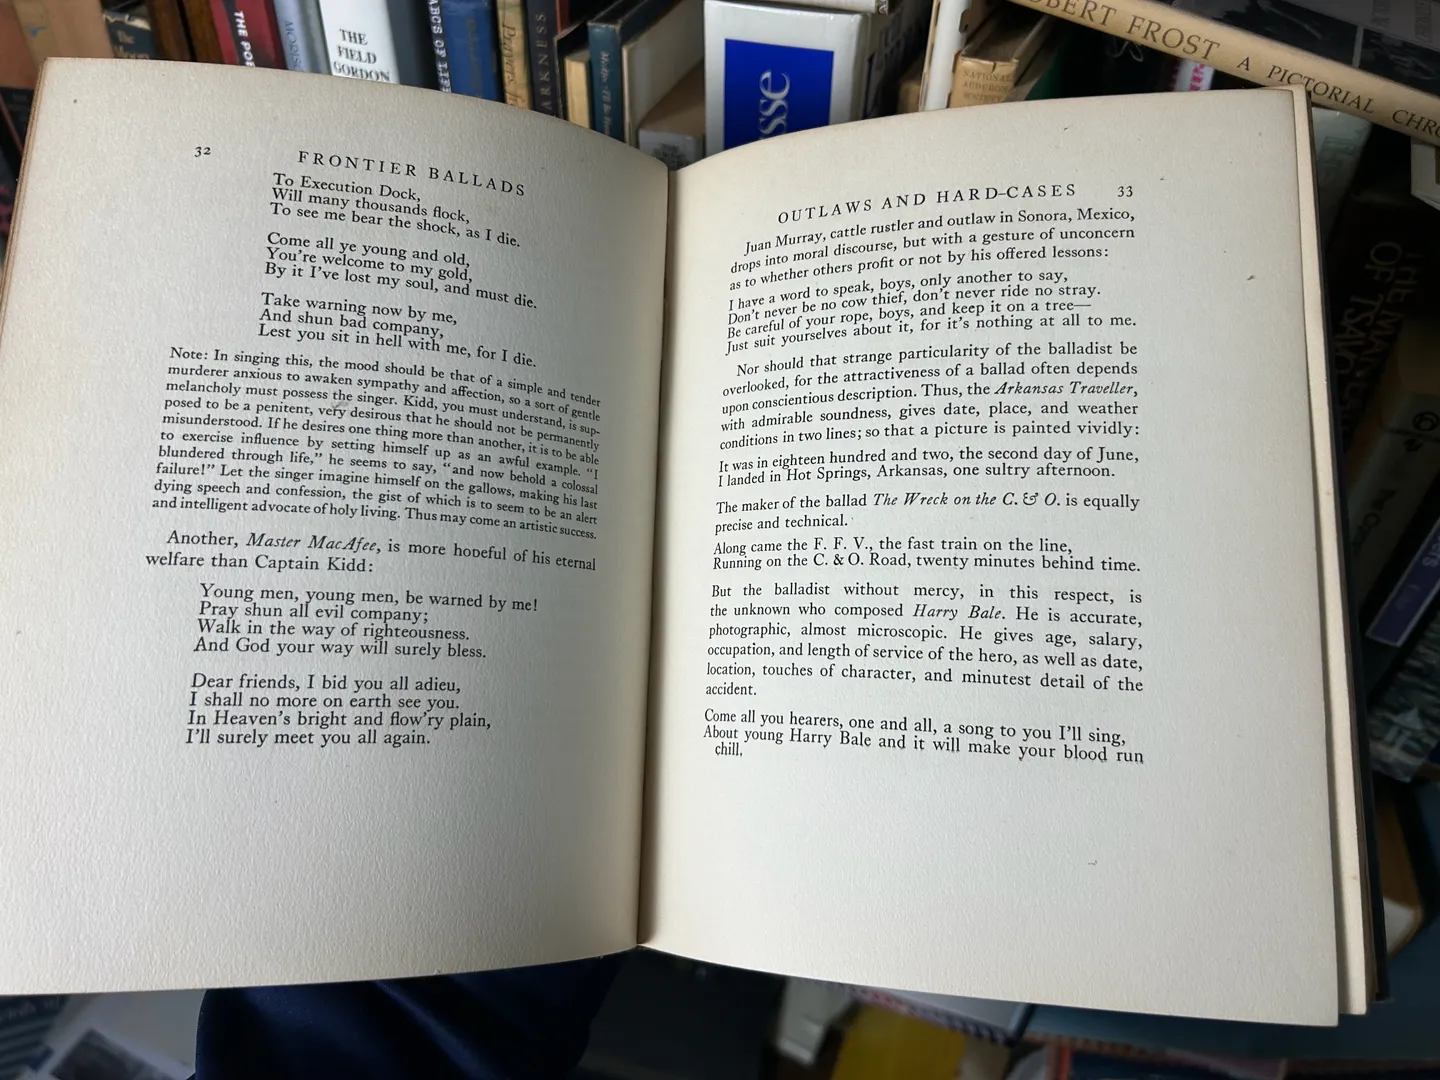 32
FRONTIER BALLADS
To Execution Dock,
Will many thousands flock,
To see me bear the shock, as I die.
Come all ye young and old,
You're welcome to my gold,
By it I've lost my soul, and must die.
Take warning now by me,
And shun bad company,
Lest you sit in hell with me, for I die.
Note: In singing this, the mood should be that of a simple and tender
murderer anxious to awaken sympathy and affection, so a sort of gentle
melancholy must possess the singer. Kidd, you must understand, is sup-
posed to be a penitent, very desirous that he should not be permanently
misunderstood. If he desires one thing more than another, it is to be able
to exercise influence by setting himself up as an awful example. "I
blundered through life," he seems to say, "and now behold a colossal
failure!" Let the singer imagine himself on the gallows, making his last
dying speech and confession, the gist of which is to seem to be an alert
and intelligent advocate of holy living. Thus may come an artistic success.
Another, Master MacAfee, is more hopeful of his eternal
welfare than Captain Kidd:
Young men, young men, be warned by me!
Pray shun all evil company;
Walk in the way of righteousness.
And God your way will surely bless.
Dear friends, I bid you all adieu,
I shall no more on earth see you.
In Heaven's bright and flow'ry plain,
I'll surely meet you all again.
OUTLAWS AND HARD-CASES
33
Juan Murray, cattle rustler and outlaw in Sonora, Mexico,
drops into moral discourse, but with a gesture of unconcern
as to whether others profit or not by his offered lessons:
I have a word to speak, boys, only another to say,
Don't never be no cow thief, don't never ride no stray.
Be careful of your rope, boys, and keep it on a tree—
Just suit yourselves about it, for it's nothing at all to me.
Nor should that strange particularity of the balladist be
overlooked, for the attractiveness of a ballad often depends
upon conscientious description. Thus, the Arkansas Traveller,
with admirable soundness, gives date, place, and weather
conditions in two lines; so that a picture is painted vividly:
It was in eighteen hundred and two, the second day of June,
I landed in Hot Springs, Arkansas, one sultry afternoon.
The maker of the ballad The Wreck on the C. & O. is equally
precise and technical.
Along came the F. F. V., the fast train on the line,
Running on the C. & O. Road, twenty minutes behind time.
But the balladist without mercy, in this respect, is
the unknown who composed Harry Bale. He is accurate,
photographic, almost microscopic. He gives age, salary,
occupation, and length of service of the hero, as well as date,
location, touches of character, and minutest detail of the
accident.
Come all you hearers, one and all, a song to you I'll sing,
About young Harry Bale and it will make your blood run
chill,
THE
FIELD
GORDON
THE
MORRIS
ABCS OF
DARKNESS
sse
NATIONAL
AUDUBON
SOCIETY
ROBERT FROST A PICTORIAL CHRO
OF TSAVO